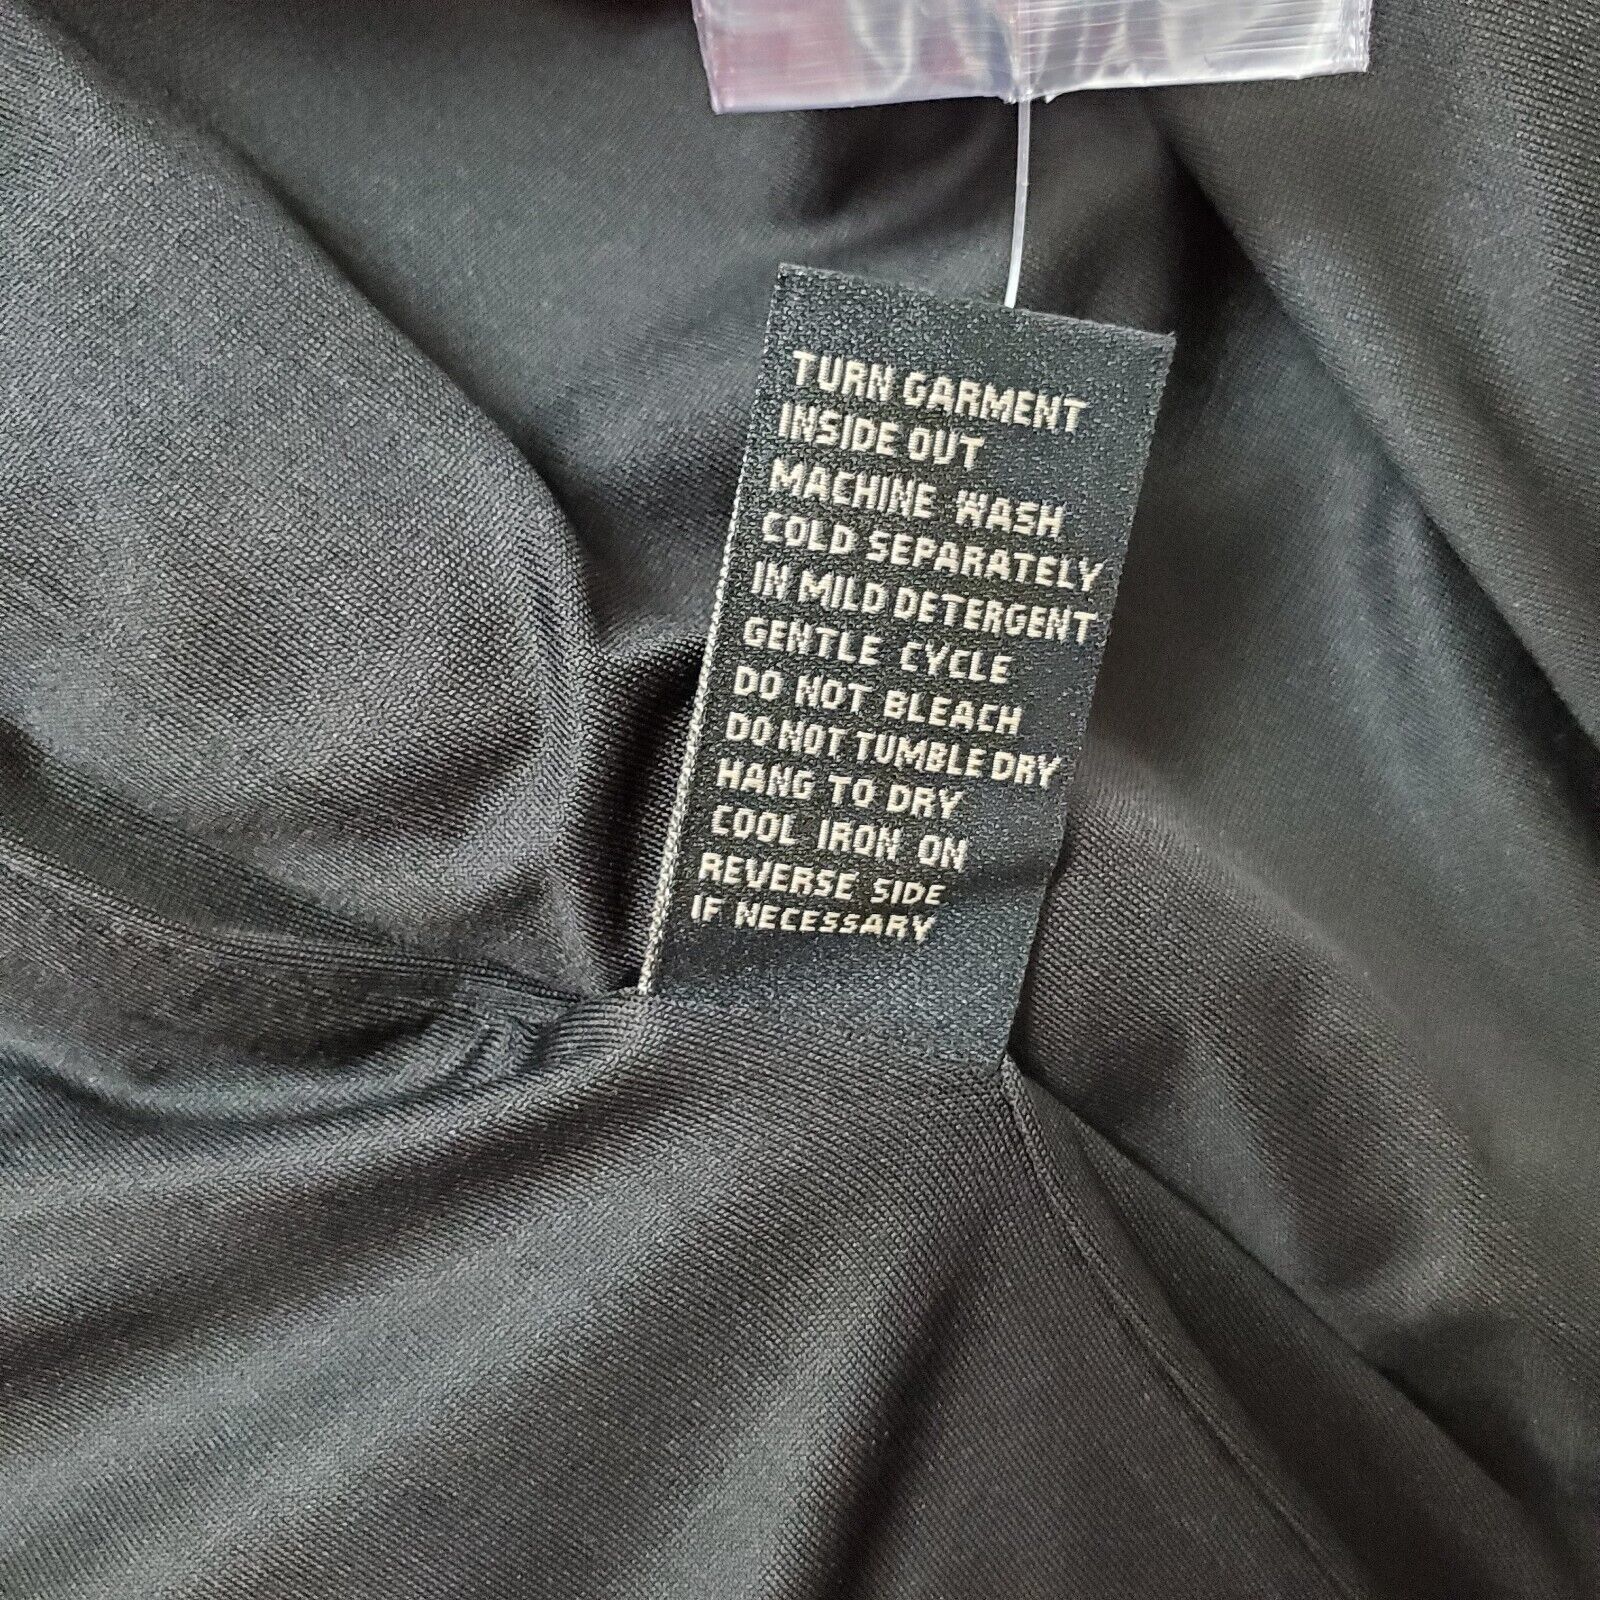 TURN GARMENT
INSIDE OUT
MACHINE WASH
COLD SEPARATELY
IN MILD DETERGENT
GENTLE CYCLE
DO NOT BLEACH
DO NOT TUMBLE DRY
HANG TO DRY
COOL IRON ON
REVERSE SIDE
IF NECESSARY